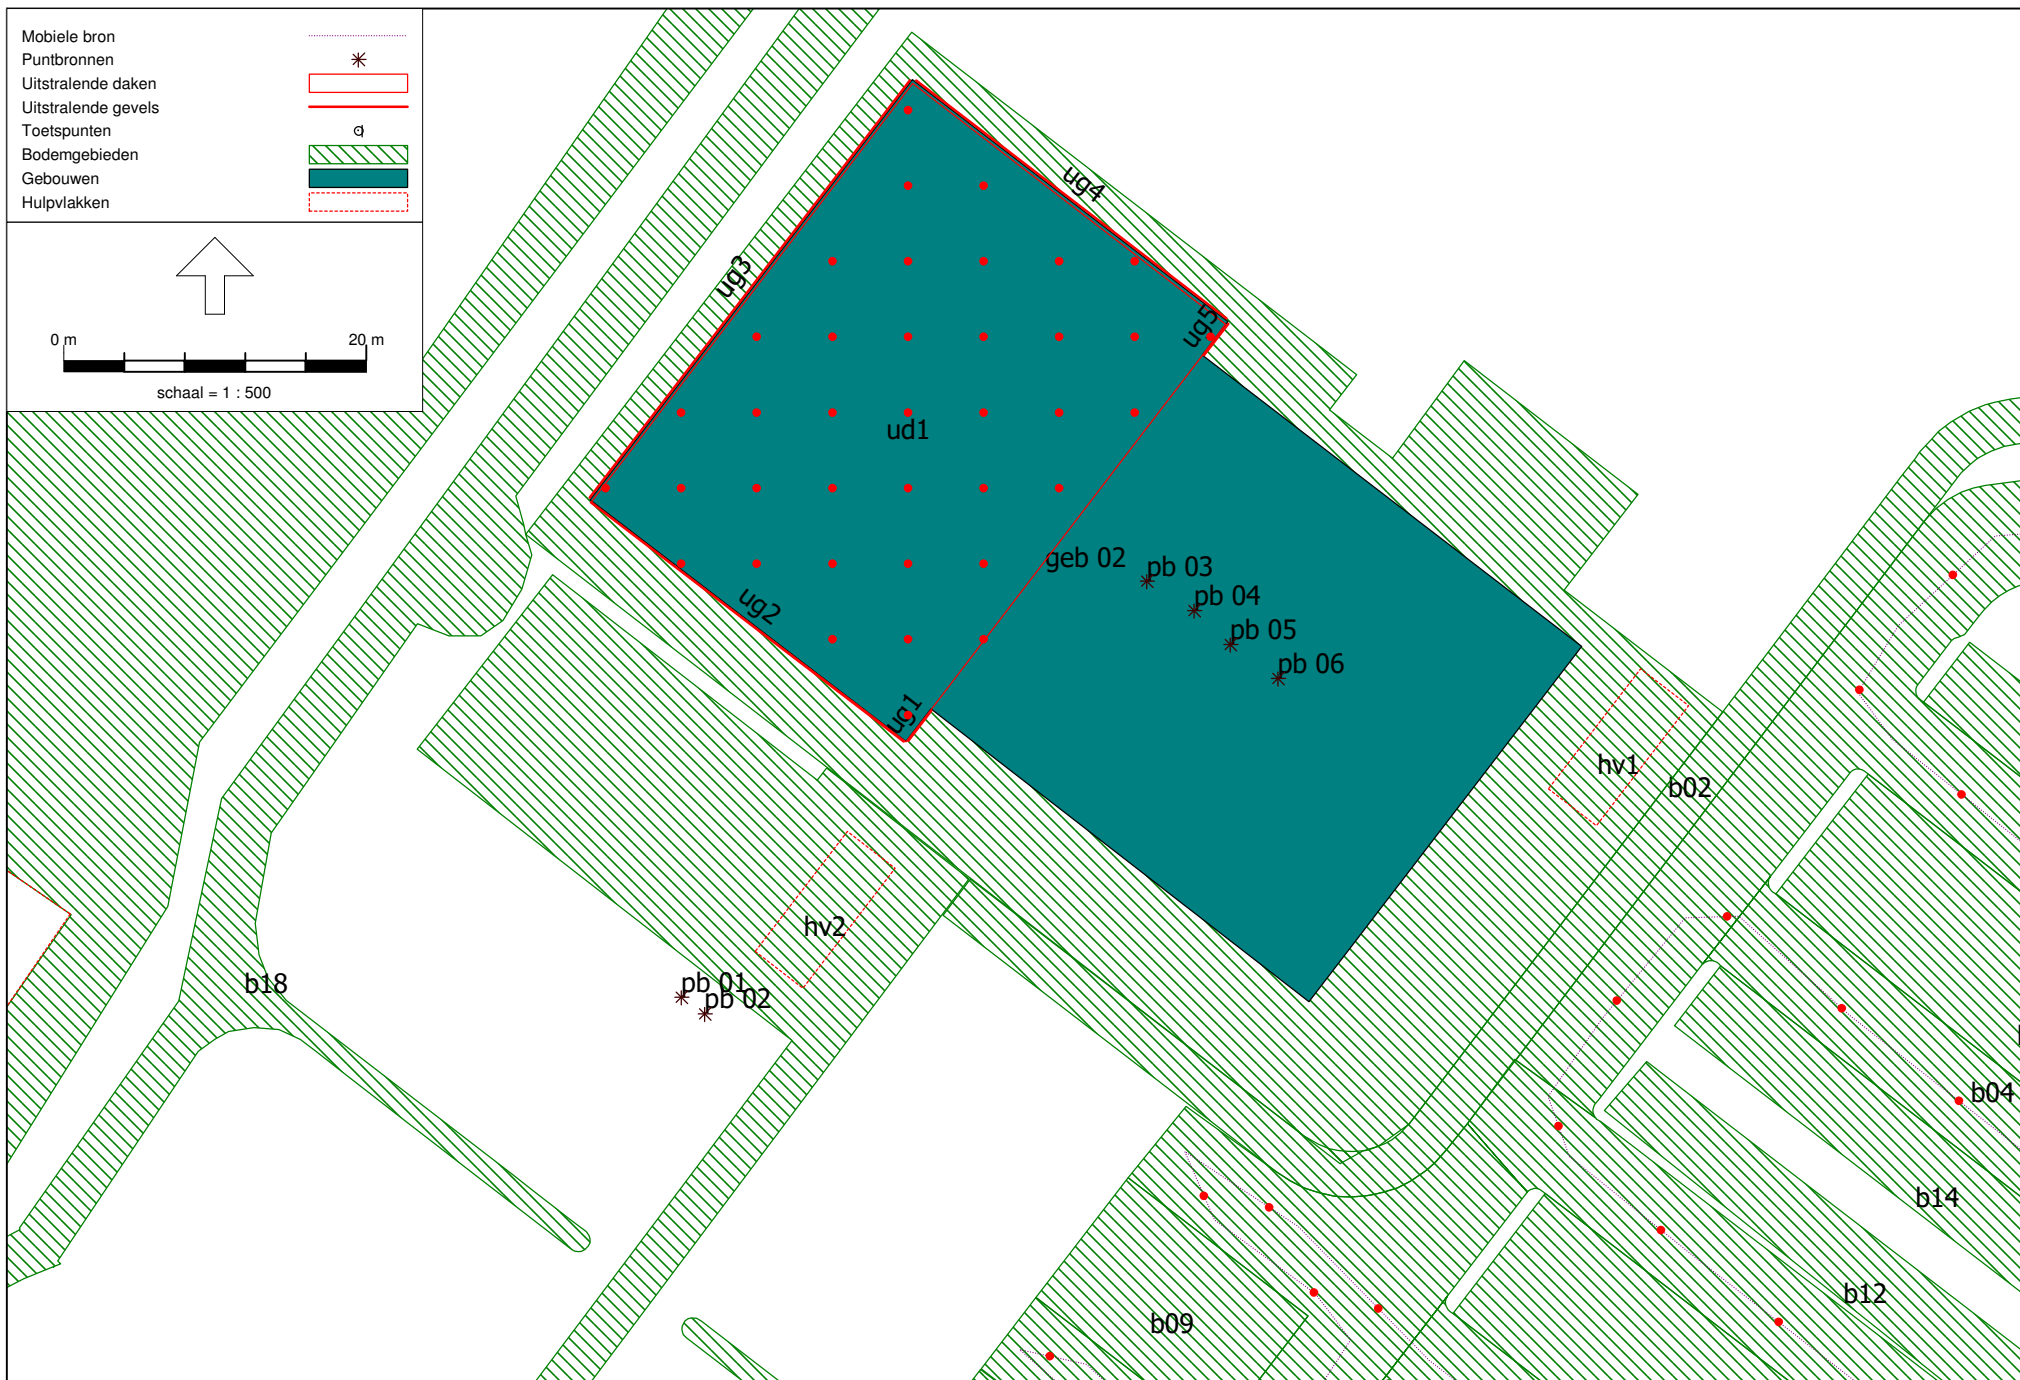 Mobiele bron
Puntbronnen
Uitstralende daken
Uitstralende gevels
Toetspunten
Bodemgebieden
Gebouwen
Hulpvlakken
0 m 20 m
schaal = 1 : 500
ug4
ug3
ug5
ud1
geb 02
pb 03
pb 04
pb 05
pb 06
ug2
ug1
hv1
b02
hv2
b18
pb 01
pb 02
b04
b14
b12
b09